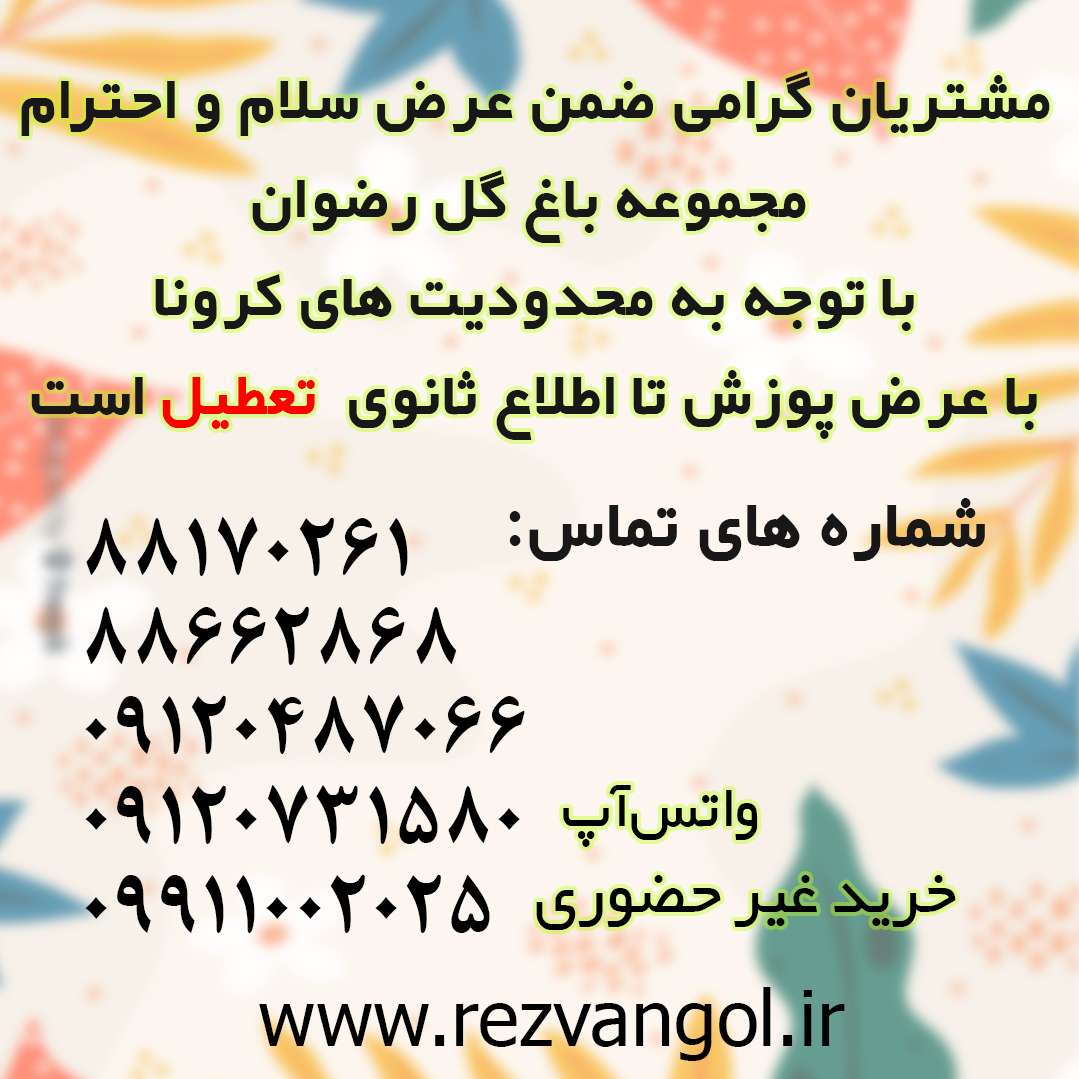 مشتریان گرامی ضمن عرض سلام و احترام
مجموعه باغ گل رضوان
با توجه به محدودیت های کرونا
با عرض پوزش تا اطلاع ثانوی تعطیل است
شماره های تماس:
۸۸۱۷۰۲۶۱
۸۸۶۶۲۸۶۸
۰۹۱۲۰۴۸۷۰۶۶
۰۹۱۲۰۷۳۱۵۸۰ واتس‌آپ
۰۹۹۱۱۰۰۲۰۲۵ خرید غیر حضوری
www.rezvangol.ir